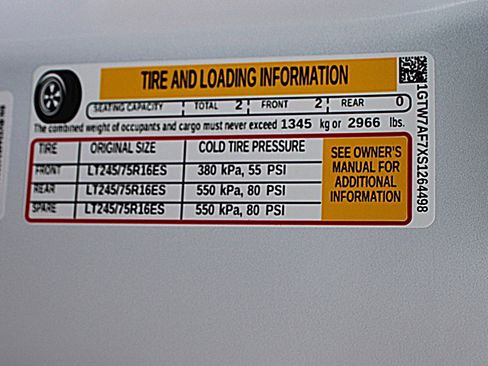 TIRE AND LOADING INFORMATION
SEATING CAPACITY TOTAL 2 FRONT 2 REAR 0
The combined weight of occupants and cargo must never exceed 1345 kg or 2966 lbs.
TIRE ORIGINAL SIZE COLD TIRE PRESSURE
FRONT LT245/75R16ES 380 kPa, 55 PSI
REAR LT245/75R16ES 550 kPa, 80 PSI
SPARE LT245/75R16ES 550 kPa, 80 PSI
SEE OWNER'S
MANUAL FOR
ADDITIONAL
INFORMATION
1GTW7AF7XS1264498